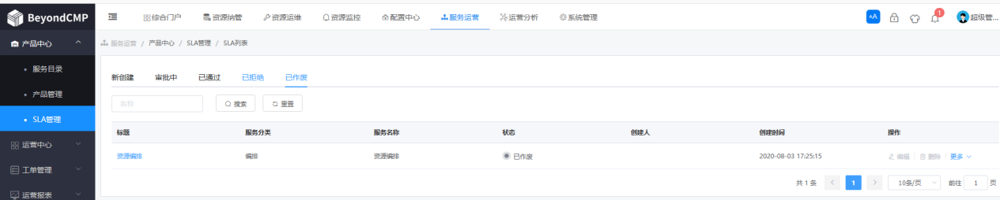 BeyondCMP
综合门户 资源纳管 资源运维 资源监控 配置中心 服务运营 运营分析 系统管理 1 超级管...
产品中心
服务目录
产品管理
SLA管理
运营中心
工单管理
运营报表
服务运营 / 产品中心 / SLA管理 / SLA列表
新创建 审批中 已通过 已拒绝 已作废
名称 搜索 重置
标题 服务分类 服务名称 状态 创建人 创建时间 操作
资源编排 编排 资源编排 已作废 2020-08-03 17:25:15 编辑 删除 更多
共 1 条 < 1 > 10条/页 前往 1 页